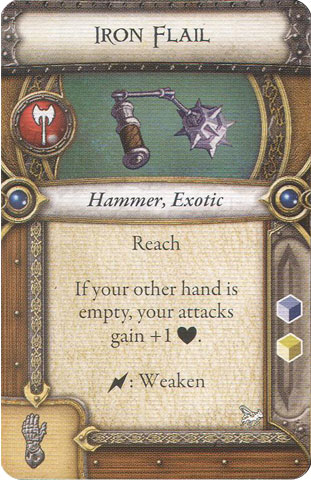 Iron Flail
Hammer, Exotic
Reach
If your other hand is
empty, your attacks
gain +1 ♥.
: Weaken